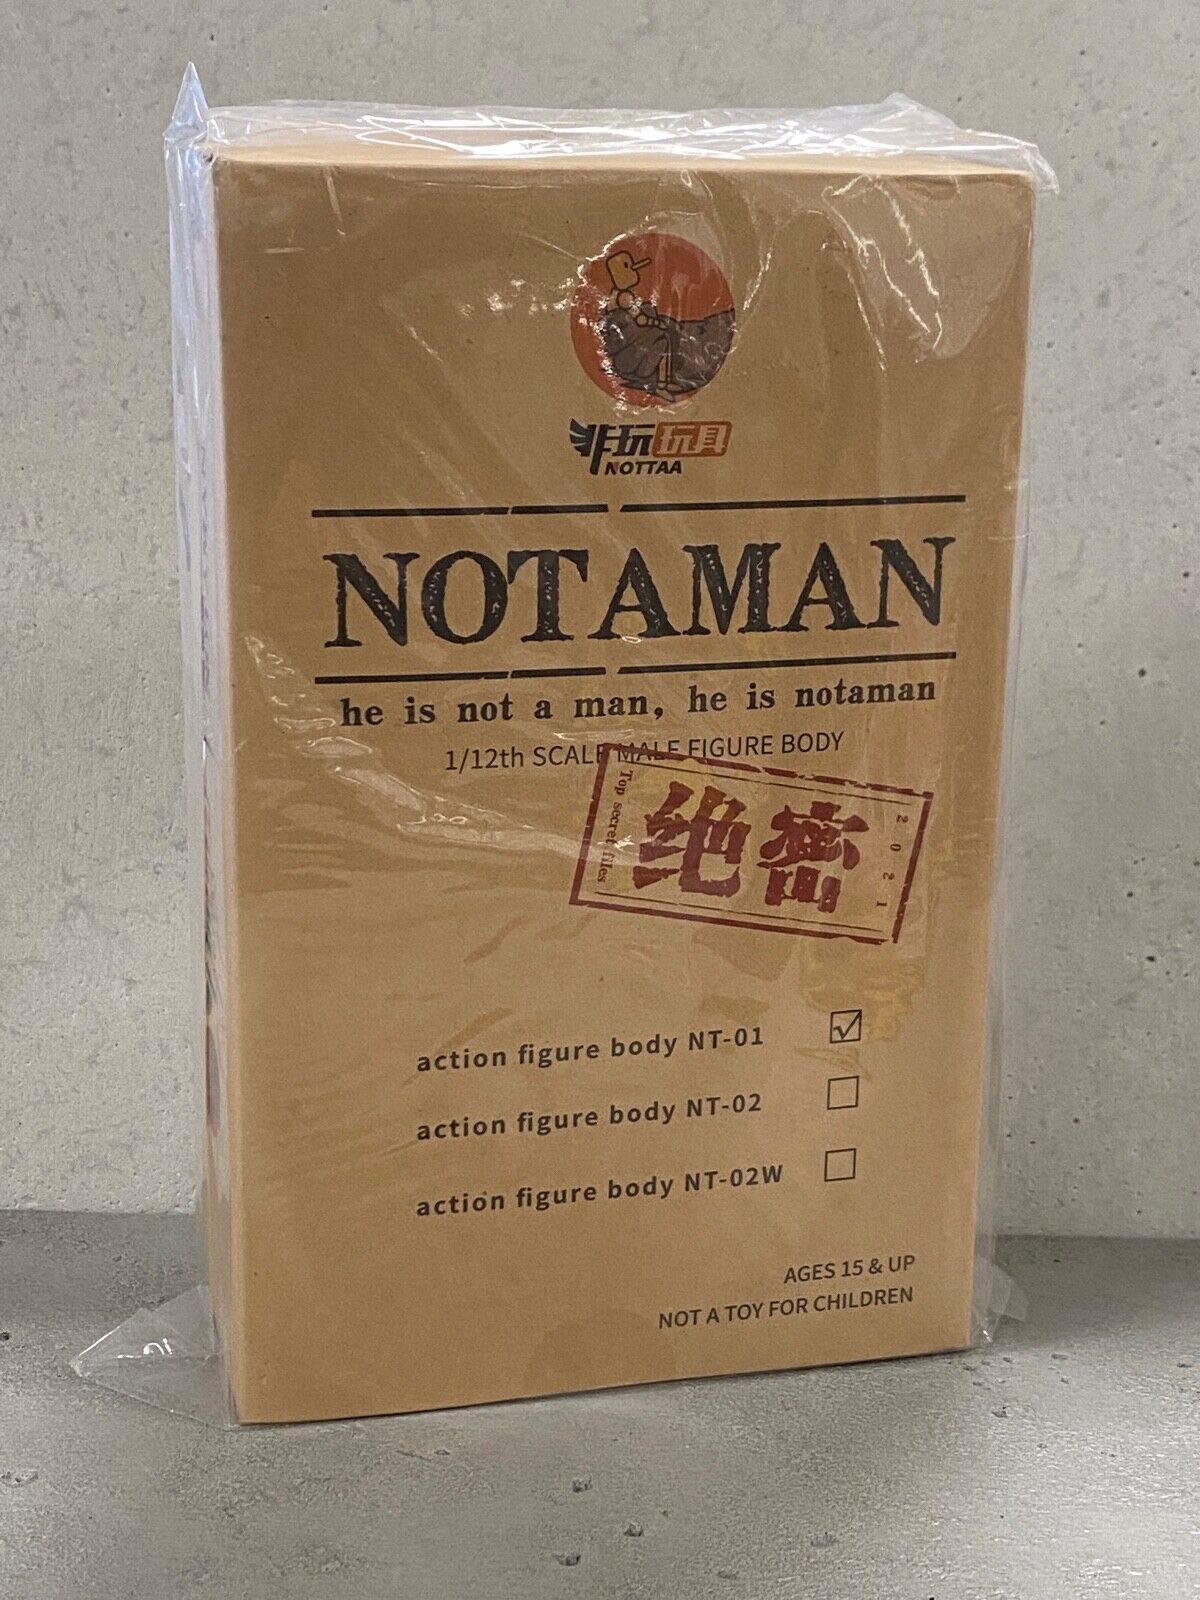 非玩玩具
NOTTAA
NOTAMAN
he is not a man, he is notaman
1/12th SCALE MALE FIGURE BODY
Top secret files
绝密
2021
action figure body NT-01 ☑
action figure body NT-02 ☐
action figure body NT-02W ☐
AGES 15 & UP
NOT A TOY FOR CHILDREN